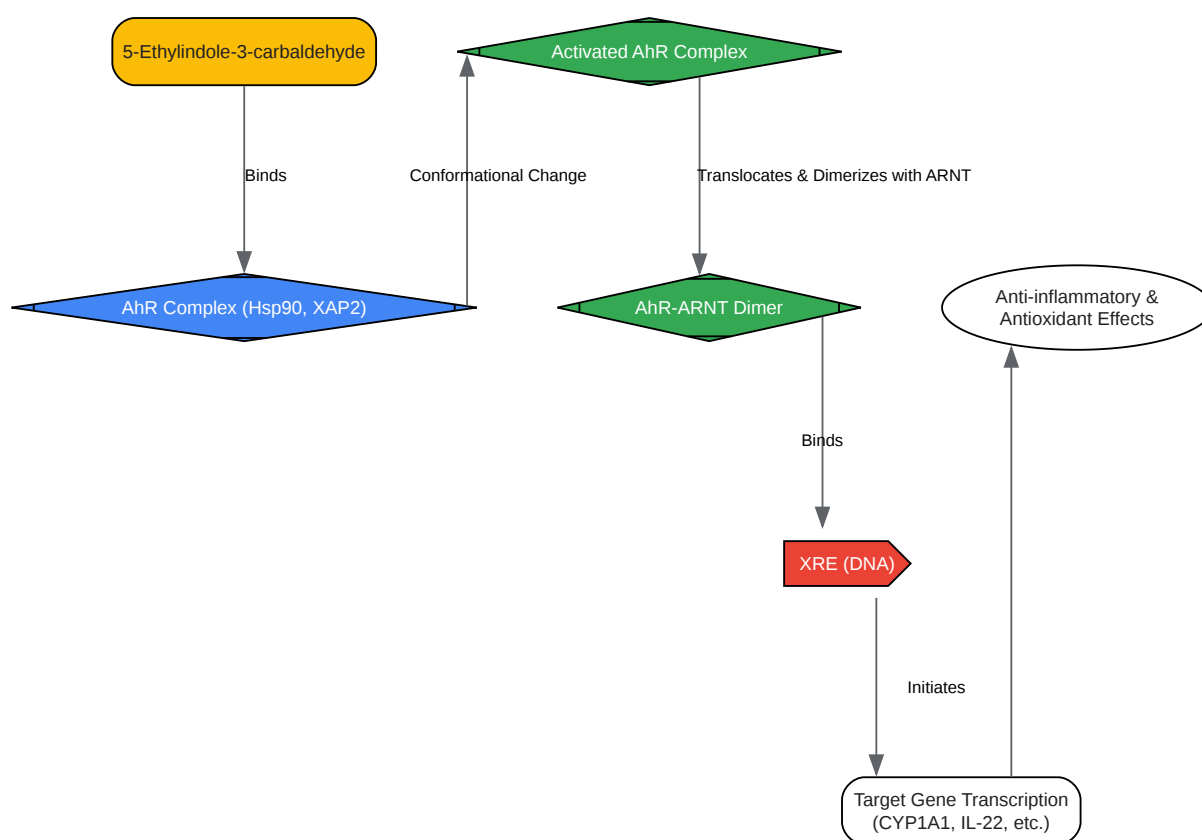 5-Ethylindole-3-carbaldehyde
Activated AhR Complex
Binds
Conformational Change
Translocates & Dimerizes with ARNT
AhR Complex (Hsp90, XAP2)
AhR-ARNT Dimer
Anti-inflammatory &
Antioxidant Effects
Binds
XRE (DNA)
Initiates
Target Gene Transcription
(CYP1A1, IL-22, etc.)